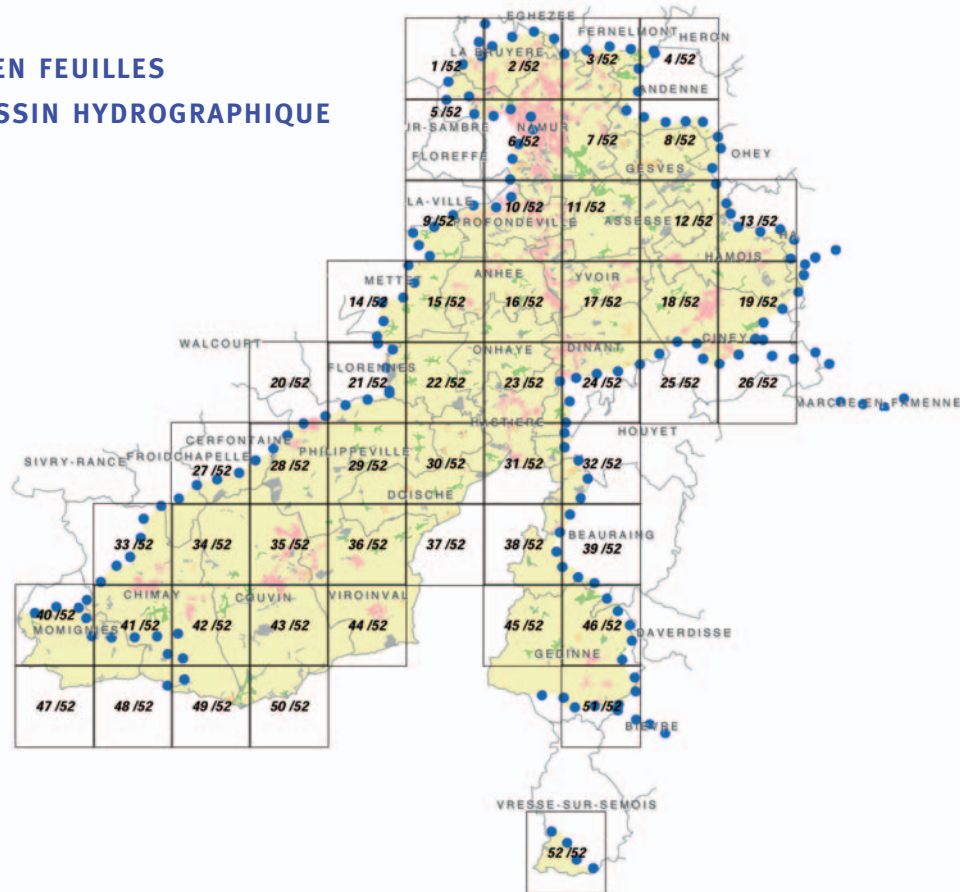 EN FEUILLES
SSIN HYDROGRAPHIQUE
EGHEZEE
FERNELMONT
HERON
LA BRUYERE
1 /52
2 /52
3 /52
4 /52
ANDENNE
5 /52
UR-SAMBRE
NAMUR
6 /52
7 /52
8 /52
FLOREFFE
OHEY
GESVES
LA-VILLE
10 /52
11 /52
9 /52
PROFONDEVILLE
ASSESSE
12 /52
13 /52
HA
HAMOIS
METTET
ANHEE
YVOIR
14 /52
15 /52
16 /52
17 /52
18 /52
19 /52
WALCOURT
CINEY
ONHAYE
DINANT
FLORENNES
20 /52
21 /52
22 /52
23 /52
24 /52
25 /52
26 /52
MARCHE-EN-FAMENNE
HASTIERE
HOUYET
CERFONTAINE
PHILIPPEVILLE
SIVRY-RANCE
FROIDCHAPELLE
27 /52
28 /52
29 /52
30 /52
31 /52
32 /52
DOISCHE
BEAURAING
33 /52
34 /52
35 /52
36 /52
37 /52
38 /52
39 /52
CHIMAY
COUVIN
VIROINVAL
40 /52
MOMIGNIES
41 /52
42 /52
43 /52
44 /52
45 /52
46 /52
DAVERDISSE
GEDINNE
47 /52
48 /52
49 /52
50 /52
51 /52
BIEVRE
VRESSE-SUR-SEMOIS
52 /52